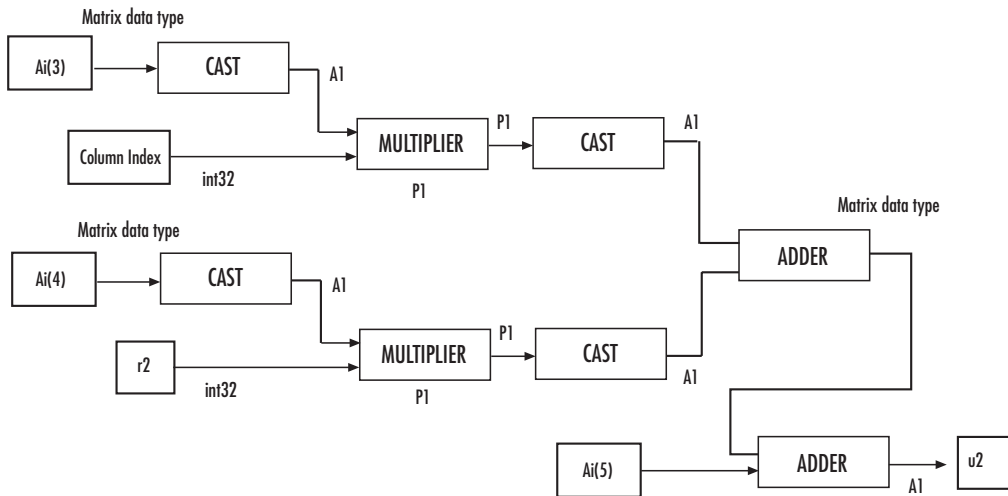 Matrix data type
Ai(3)
CAST
A1
MULTIPLIER
P1
CAST
A1
Column Index
int32
P1
Matrix data type
Matrix data type
Ai(4)
CAST
A1
ADDER
MULTIPLIER
P1
CAST
A1
r2
int32
P1
Ai(5)
ADDER
A1
u2